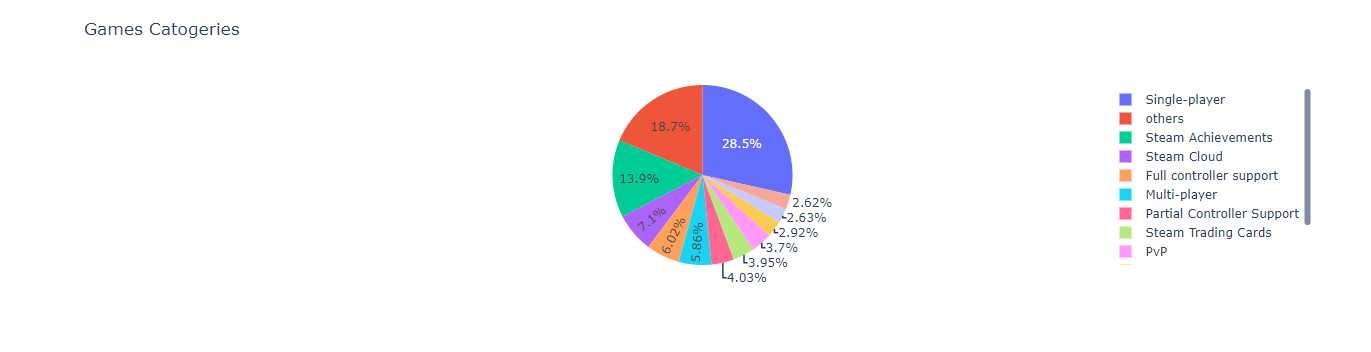 Games Catogeries
18.7%
28.5%
13.9%
7.1%
6.02%
5.86%
4.03%
3.95%
3.7%
2.92%
2.63%
2.62%
Single-player
others
Steam Achievements
Steam Cloud
Full controller support
Multi-player
Partial Controller Support
Steam Trading Cards
PvP